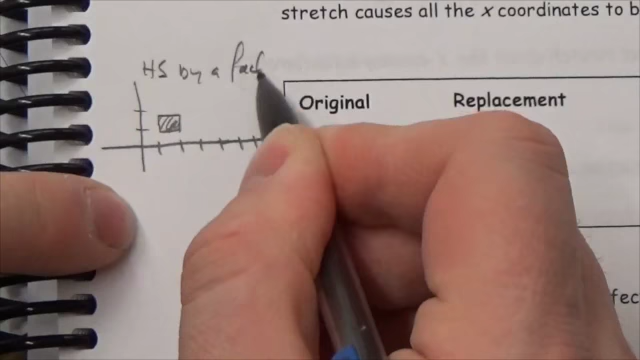 stretch causes all the x coordinates to b
HS by a fact
Original Replacement
fec